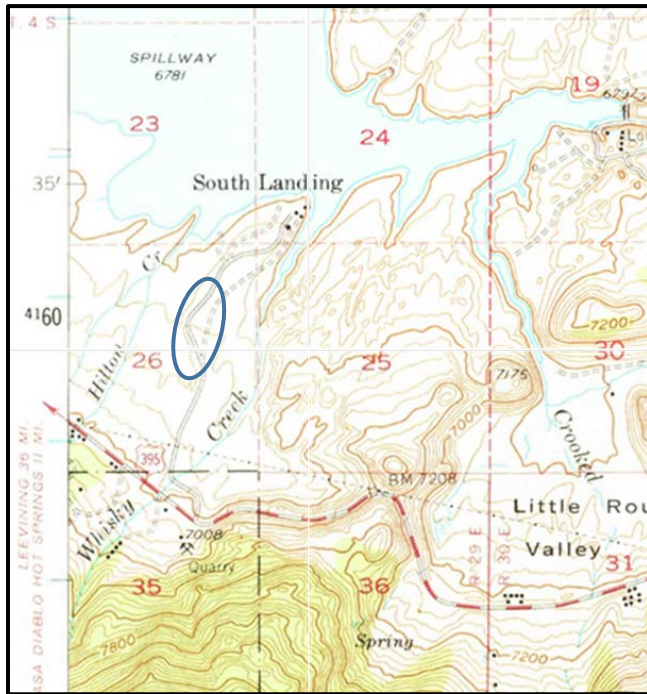 T. 4 S.
SPILLWAY
6781
19
23
24
South Landing
35'
Cr.
4160
7200
26
25
30
Hilton
7175
Creek
7000
Crooked
395
BM 7208
Whisky
Little Rou
Valley
7008
Quarry
R 29 E
R 30 E
35
36
31
Spring
7800
7200
LEEVINING 36 MI.
ASA DIABLO HOT SPRINGS 11 MI.